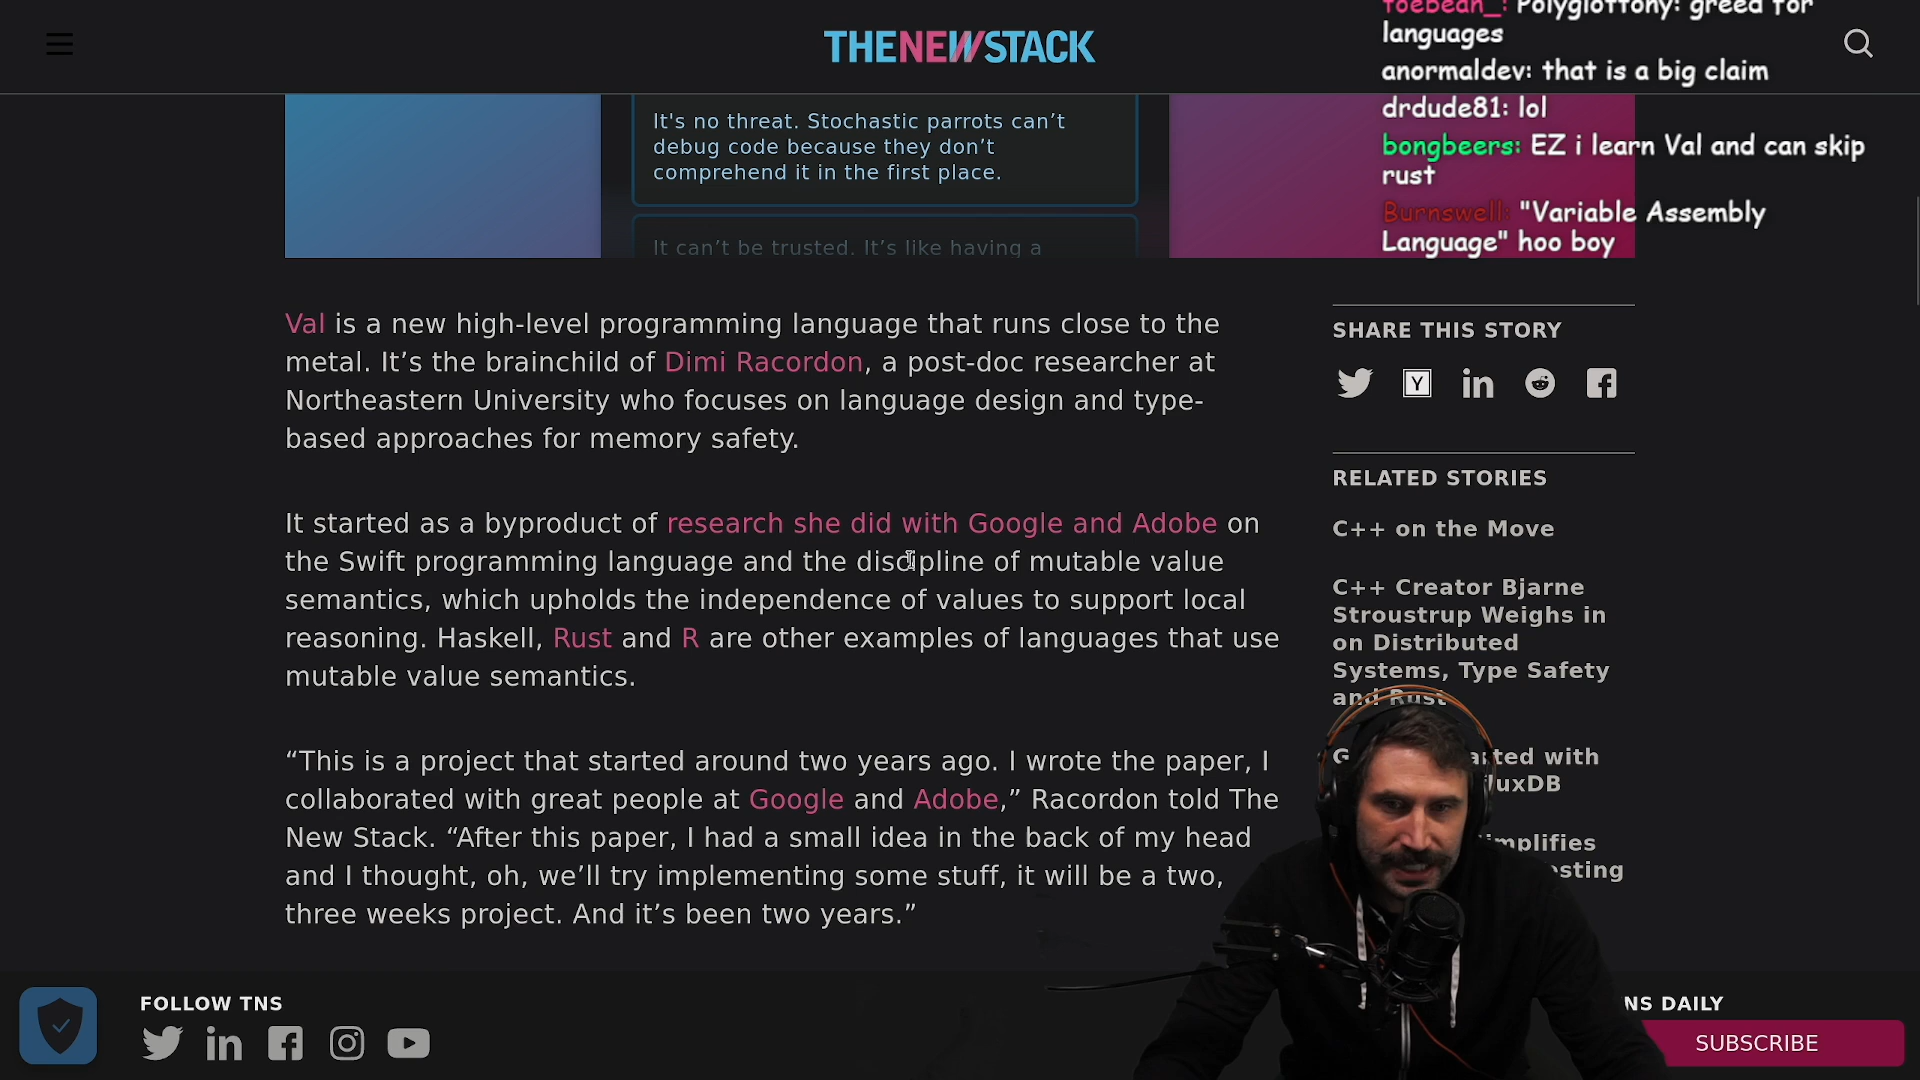 THENEWSTACK
toebean_: Polyglottony: greed for
languages
anormaldev: that is a big claim
drdude81: lol
bongbeers: EZ i learn Val and can skip
rust
Burnswell: "Variable Assembly
Language" hoo boy
It's no threat. Stochastic parrots can’t
debug code because they don’t
comprehend it in the first place.
It can’t be trusted. It’s like having a
Val is a new high-level programming language that runs close to the
metal. It’s the brainchild of Dimi Racordon, a post-doc researcher at
Northeastern University who focuses on language design and type-
based approaches for memory safety.
It started as a byproduct of research she did with Google and Adobe on
the Swift programming language and the discipline of mutable value
semantics, which upholds the independence of values to support local
reasoning. Haskell, Rust and R are other examples of languages that use
mutable value semantics.
“This is a project that started around two years ago. I wrote the paper, I
collaborated with great people at Google and Adobe,” Racordon told The
New Stack. “After this paper, I had a small idea in the back of my head
and I thought, oh, we’ll try implementing some stuff, it will be a two,
three weeks project. And it’s been two years.”
SHARE THIS STORY
Y
in
RELATED STORIES
C++ on the Move
C++ Creator Bjarne
Stroustrup Weighs in
on Distributed
Systems, Type Safety
and Rust
FOLLOW TNS
in
NS DAILY
SUBSCRIBE